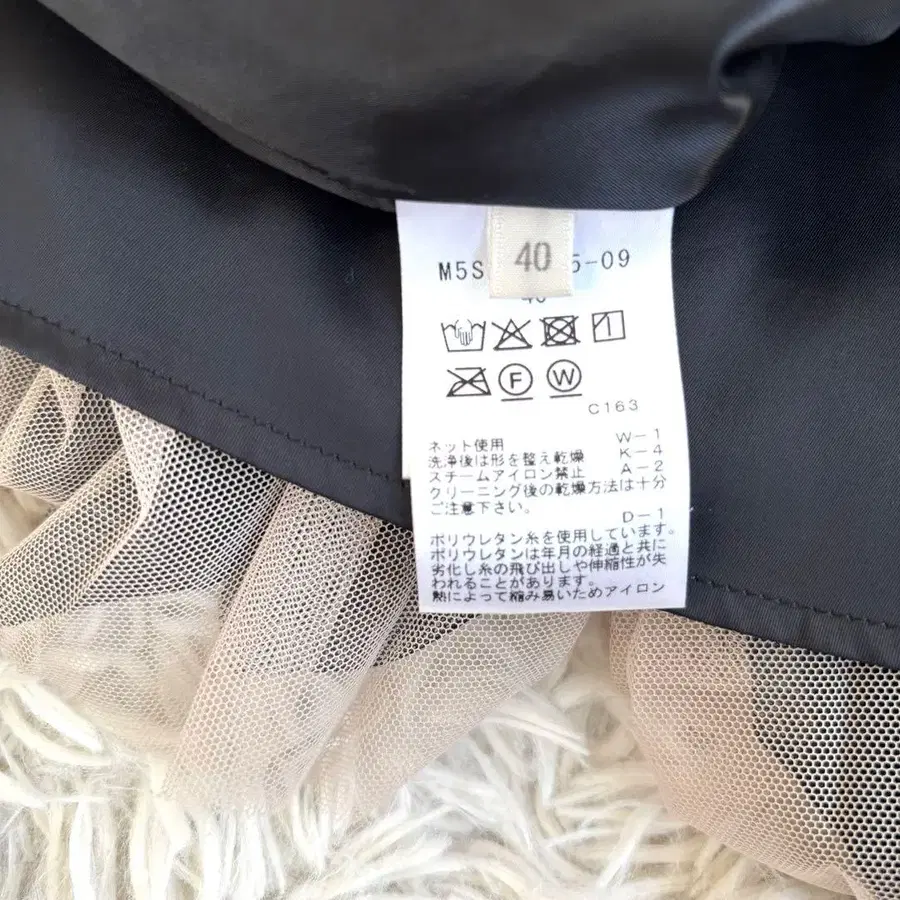 40
M5S 5-09
F W
C163
ネット使用 W-1
洗浄後は形を整え乾燥 K-4
スチームアイロン禁止 A-2
クリーニング後の乾燥方法は十分
ご注意下さい。
D-1
ポリウレタン糸を使用しています。
ポリウレタンは年月の経過と共に
劣化し糸の飛び出しや伸縮性が失
われることがあります。
熱によって縮み易いためアイロン